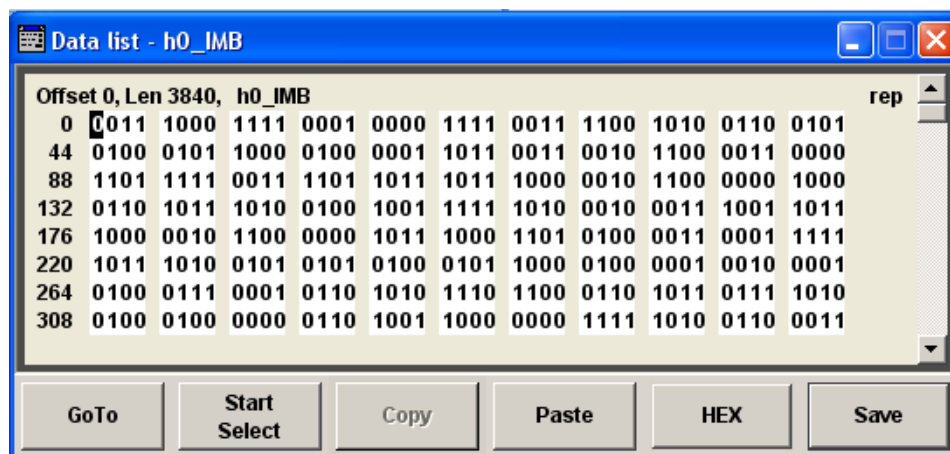 Data list - h0_IMB
Offset 0, Len 3840, h0_IMB rep
0 0011 1000 1111 0001 0000 1111 0011 1100 1010 0110 0101
44 0100 0101 1000 0100 0001 1011 0011 0010 1100 0011 0000
88 1101 1111 0011 1101 1011 1011 1000 0010 1100 0000 1000
132 0110 1011 1010 0100 1001 1111 1010 0010 0011 1001 1011
176 1000 0010 1100 0000 1011 1000 1101 0100 0011 0001 1111
220 1011 1010 0101 0101 0100 0101 1000 0100 0001 0010 0001
264 0100 0111 0001 0110 1010 1110 1100 0110 1011 0111 1010
308 0100 0100 0000 0110 1001 1000 0000 1111 1010 0110 0011
GoTo Start Select Copy Paste HEX Save